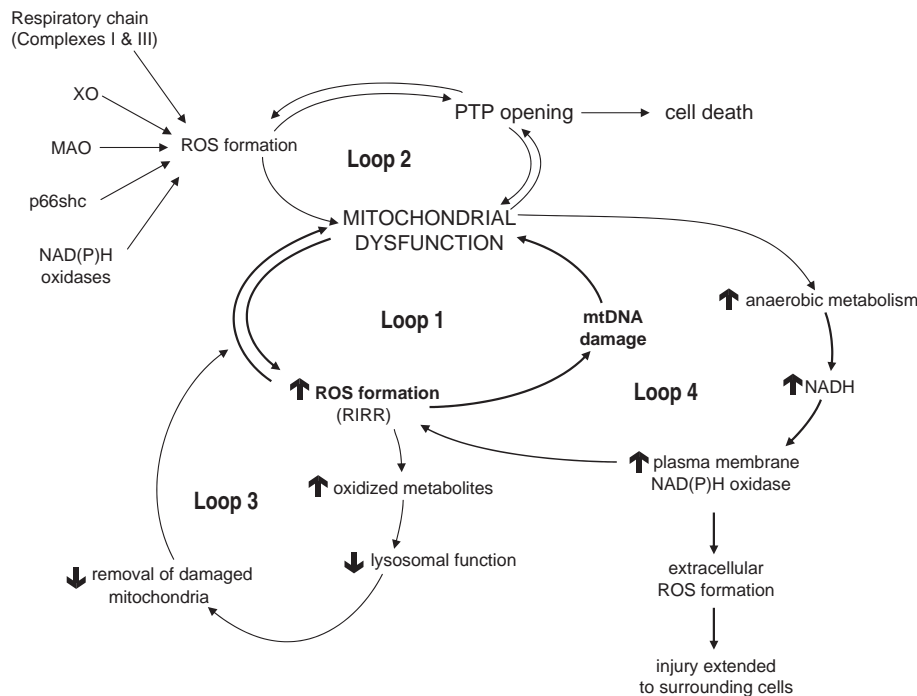 Respiratory chain
(Complexes I & III)
XO
MAO
p66shc
NAD(P)H
oxidases
ROS formation
PTP opening
cell death
Loop 2
MITOCHONDRIAL
DYSFUNCTION
Loop 1
mtDNA
damage
anaerobic metabolism
NADH
Loop 4
ROS formation
(RIRR)
plasma membrane
NAD(P)H oxidase
oxidized metabolites
Loop 3
lysosomal function
removal of damaged
mitochondria
extracellular
ROS formation
injury extended
to surrounding cells